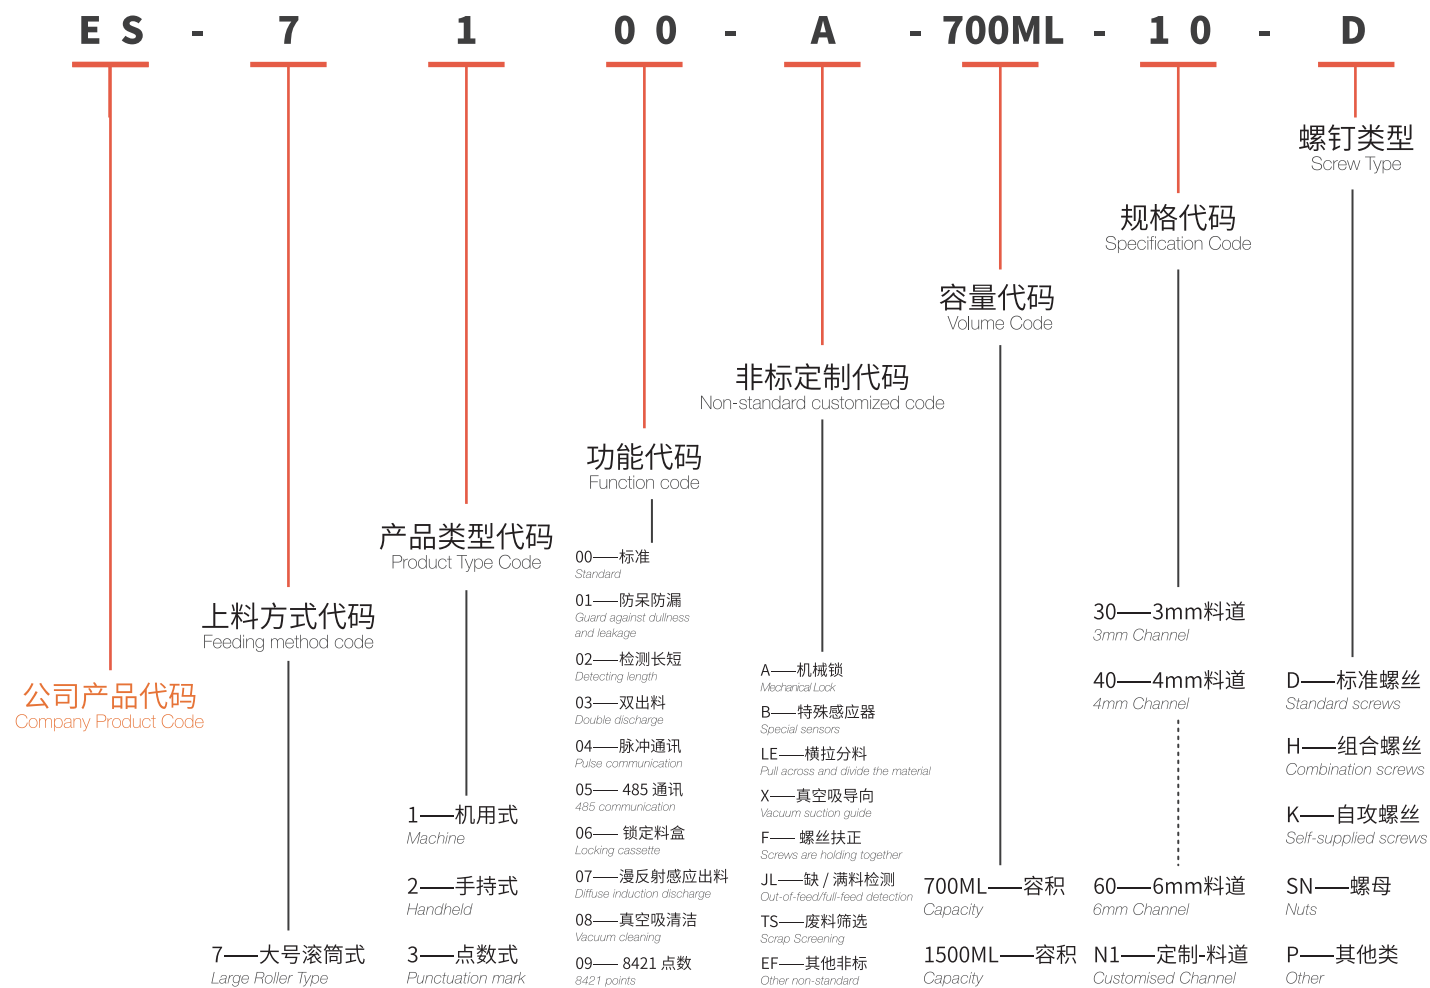 ES - 7 1 00 - A - 700ML - 10 - D
螺钉类型
Screw Type
规格代码
Specification Code
容量代码
Volume Code
非标定制代码
Non-standard customized code
功能代码
Function code
产品类型代码
Product Type Code
上料方式代码
Feeding method code
公司产品代码
Company Product Code
7——大号滚筒式
Large Roller Type
1——机用式
Machine
2——手持式
Handheld
3——点数式
Punctuation mark
00——标准
Standard
01——防呆防漏
Guard against dullness
and leakage
02——检测长短
Detecting length
03——双出料
Double discharge
04——脉冲通讯
Pulse communication
05—— 485 通讯
485 communication
06—— 锁定料盒
Locking cassette
07——漫反射感应出料
Diffuse induction discharge
08——真空吸清洁
Vacuum cleaning
09—— 8421 点数
8421 points
A——机械锁
Mechanical Lock
B——特殊感应器
Special sensors
LE——横拉分料
Pull across and divide the material
X——真空吸导向
Vacuum suction guide
F—— 螺丝扶正
Screws are holding together
JL——缺 / 满料检测
Out-of-feed/full-feed detection
TS——废料筛选
Scrap Screening
EF——其他非标
Other non-standard
700ML——容积
Capacity
1500ML——容积
Capacity
30——3mm料道
3mm Channel
40——4mm料道
4mm Channel
60——6mm料道
6mm Channel
N1——定制-料道
Customised Channel
D——标准螺丝
Standard screws
H——组合螺丝
Combination screws
K——自攻螺丝
Self-supplied screws
SN——螺母
Nuts
P——其他类
Other